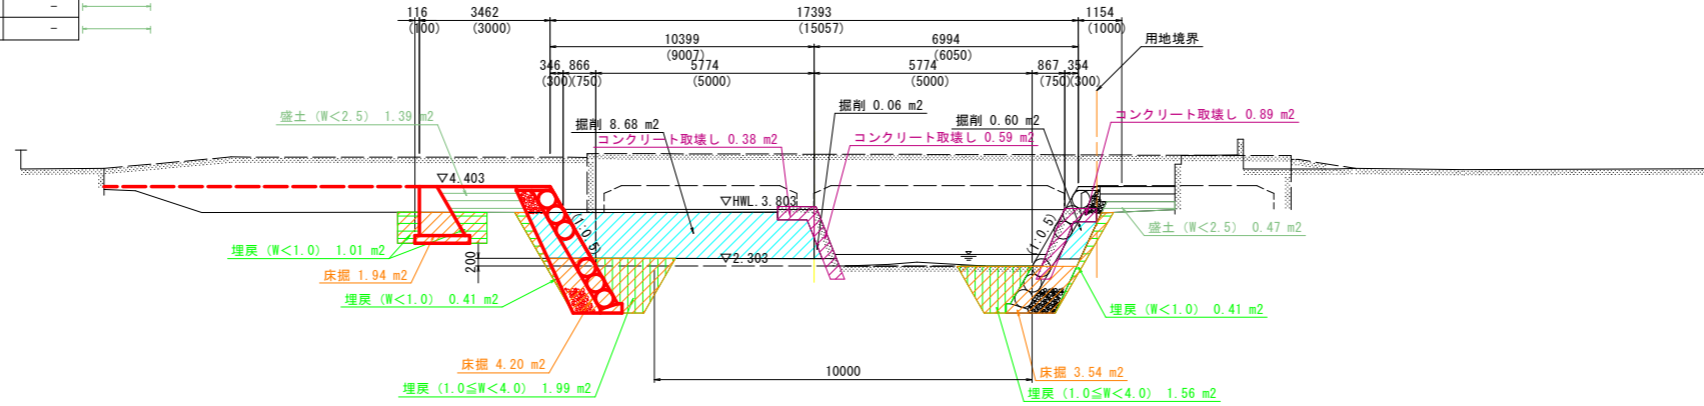 －
－
116
3462
17393
1154
(100)
(3000)
(15057)
(1000)
10399
6994
用地境界
(9007)
(6050)
346
866
5774
5774
867
354
(300)
(750)
(5000)
(5000)
(750)
(300)
盛土 (W<2.5) 1.39 m2
掘削 8.68 m2
掘削 0.06 m2
掘削 0.60 m2
コンクリート取壊し 0.89 m2
コンクリート取壊し 0.38 m2
コンクリート取壊し 0.59 m2
▽4.403
▽HWL.3.803
(1:0.5)
(1:0.5)
盛土 (W<2.5) 0.47 m2
埋戻 (W<1.0) 1.01 m2
▽2.303
200
床掘 1.94 m2
埋戻 (W<1.0) 0.41 m2
埋戻 (W<1.0) 0.41 m2
床掘 4.20 m2
10000
床掘 3.54 m2
埋戻 (1.0≦W<4.0) 1.99 m2
埋戻 (1.0≦W<4.0) 1.56 m2